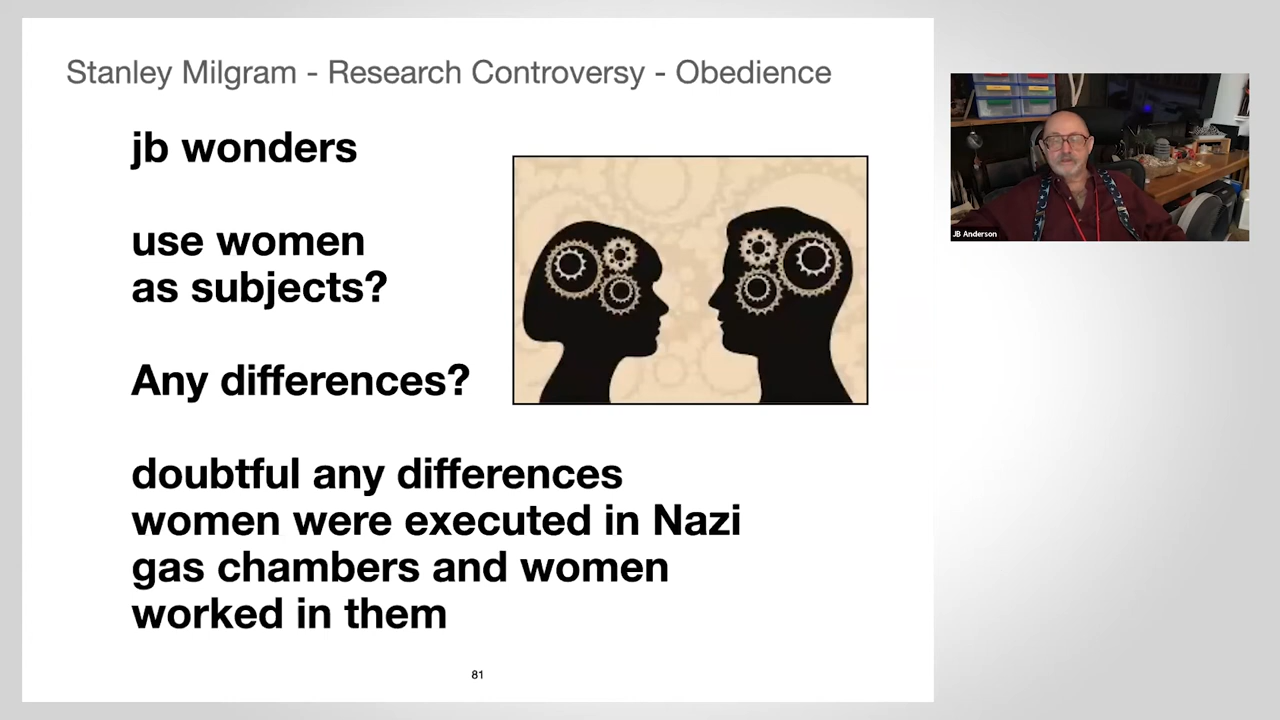 Stanley Milgram - Research Controversy - Obedience
jb wonders
use women
as subjects?
Any differences?
doubtful any differences
women were executed in Nazi
gas chambers and women
worked in them
81
JB Anderson